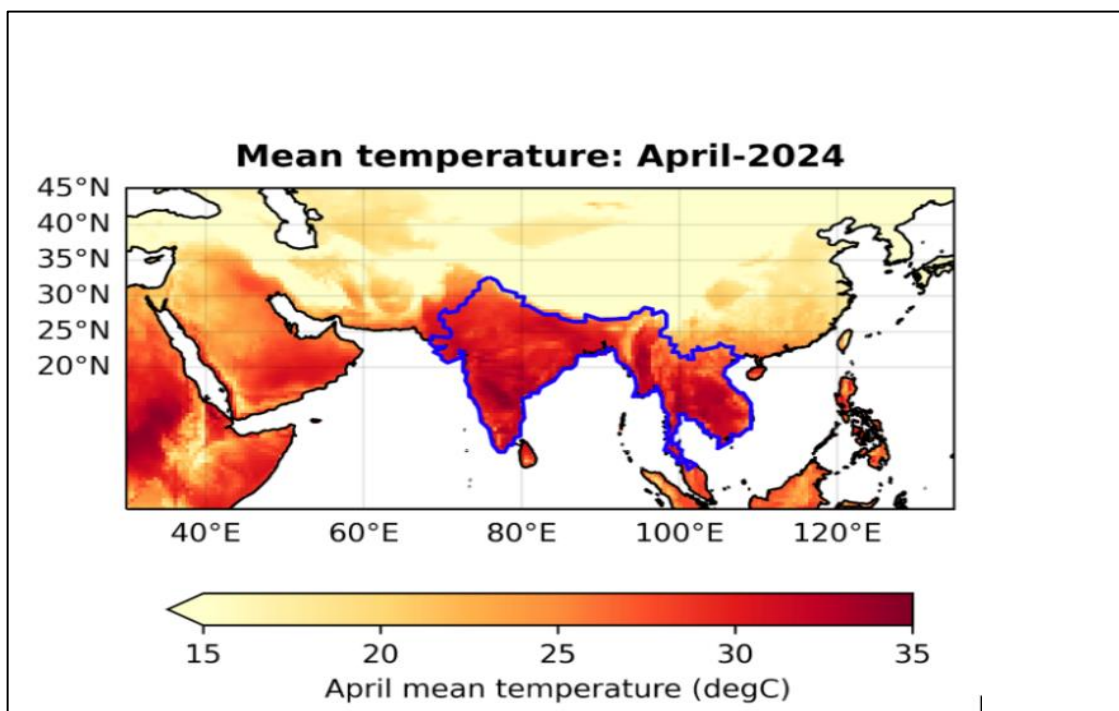 Mean temperature: April-2024
45°N
40°N
35°N
30°N
25°N
20°N
40°E 60°E 80°E 100°E 120°E
15 20 25 30 35
April mean temperature (degC)